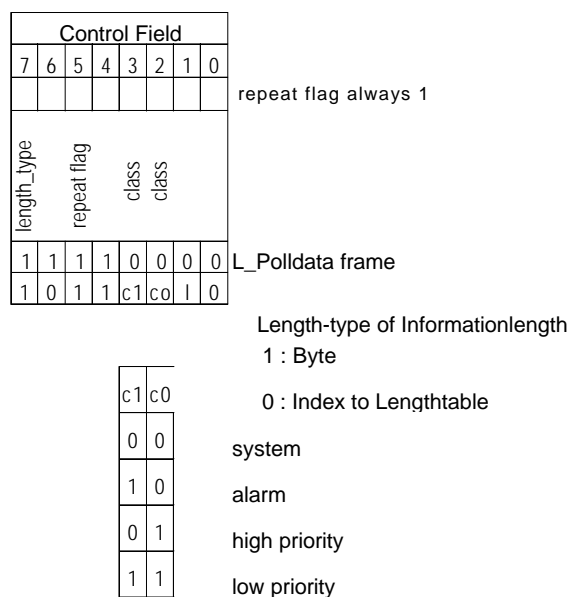 Control Field
7 6 5 4 3 2 1 0
repeat flag always 1
length_type repeat flag class class
1 1 1 1 0 0 0 0 L_Polldata frame
1 0 1 1 c1 co l 0
Length-type of Informationlength
1 : Byte
c1 c0
0 : Index to Lengthtable
0 0 system
1 0 alarm
0 1 high priority
1 1 low priority